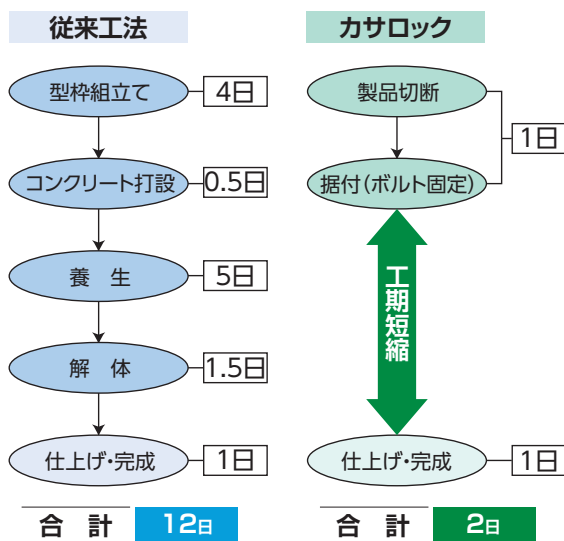 従来工法
型枠組立て 4日
コンクリート打設 0.5日
養 生 5日
解 体 1.5日
仕上げ・完成 1日
合 計 12日
カサロック
製品切断
1日
据付(ボルト固定)
工期短縮
仕上げ・完成 1日
合 計 2日